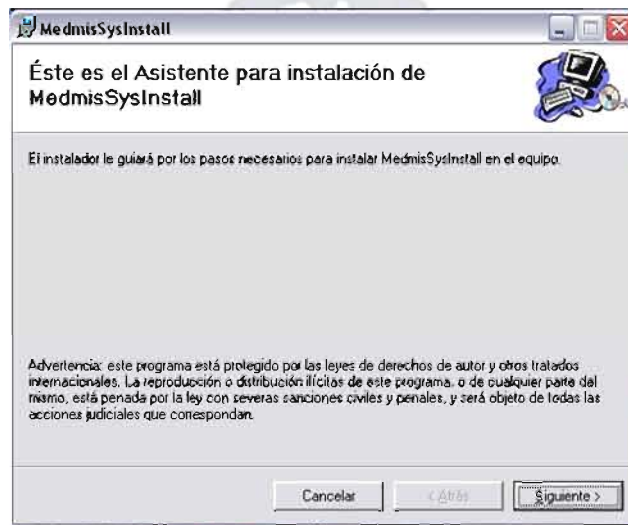 MedmisSysInstall
Éste es el Asistente para instalación de
MedmisSysInstall
El instalador le guiará por los pasos necesarios para instalar MedmisSysInstall en el equipo.
Advertencia: este programa está protegido por las leyes de derechos de autor y otros tratados
internacionales. La reproducción o distribución ilícitas de este programa, o de cualquier parte del
mismo, está penada por la ley con severas sanciones civiles y penales, y será objeto de todas las
acciones judiciales que correspondan.
Cancelar
< Atrás
Siguiente >